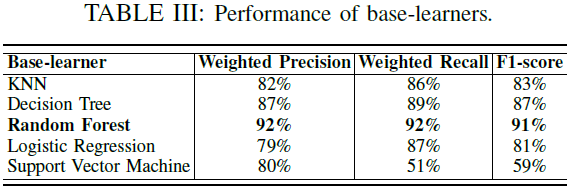 TABLE III: Performance of base-learners.
Base-learner Weighted Precision Weighted Recall F1-score
KNN 82% 86% 83%
Decision Tree 87% 89% 87%
Random Forest 92% 92% 91%
Logistic Regression 79% 87% 81%
Support Vector Machine 80% 51% 59%